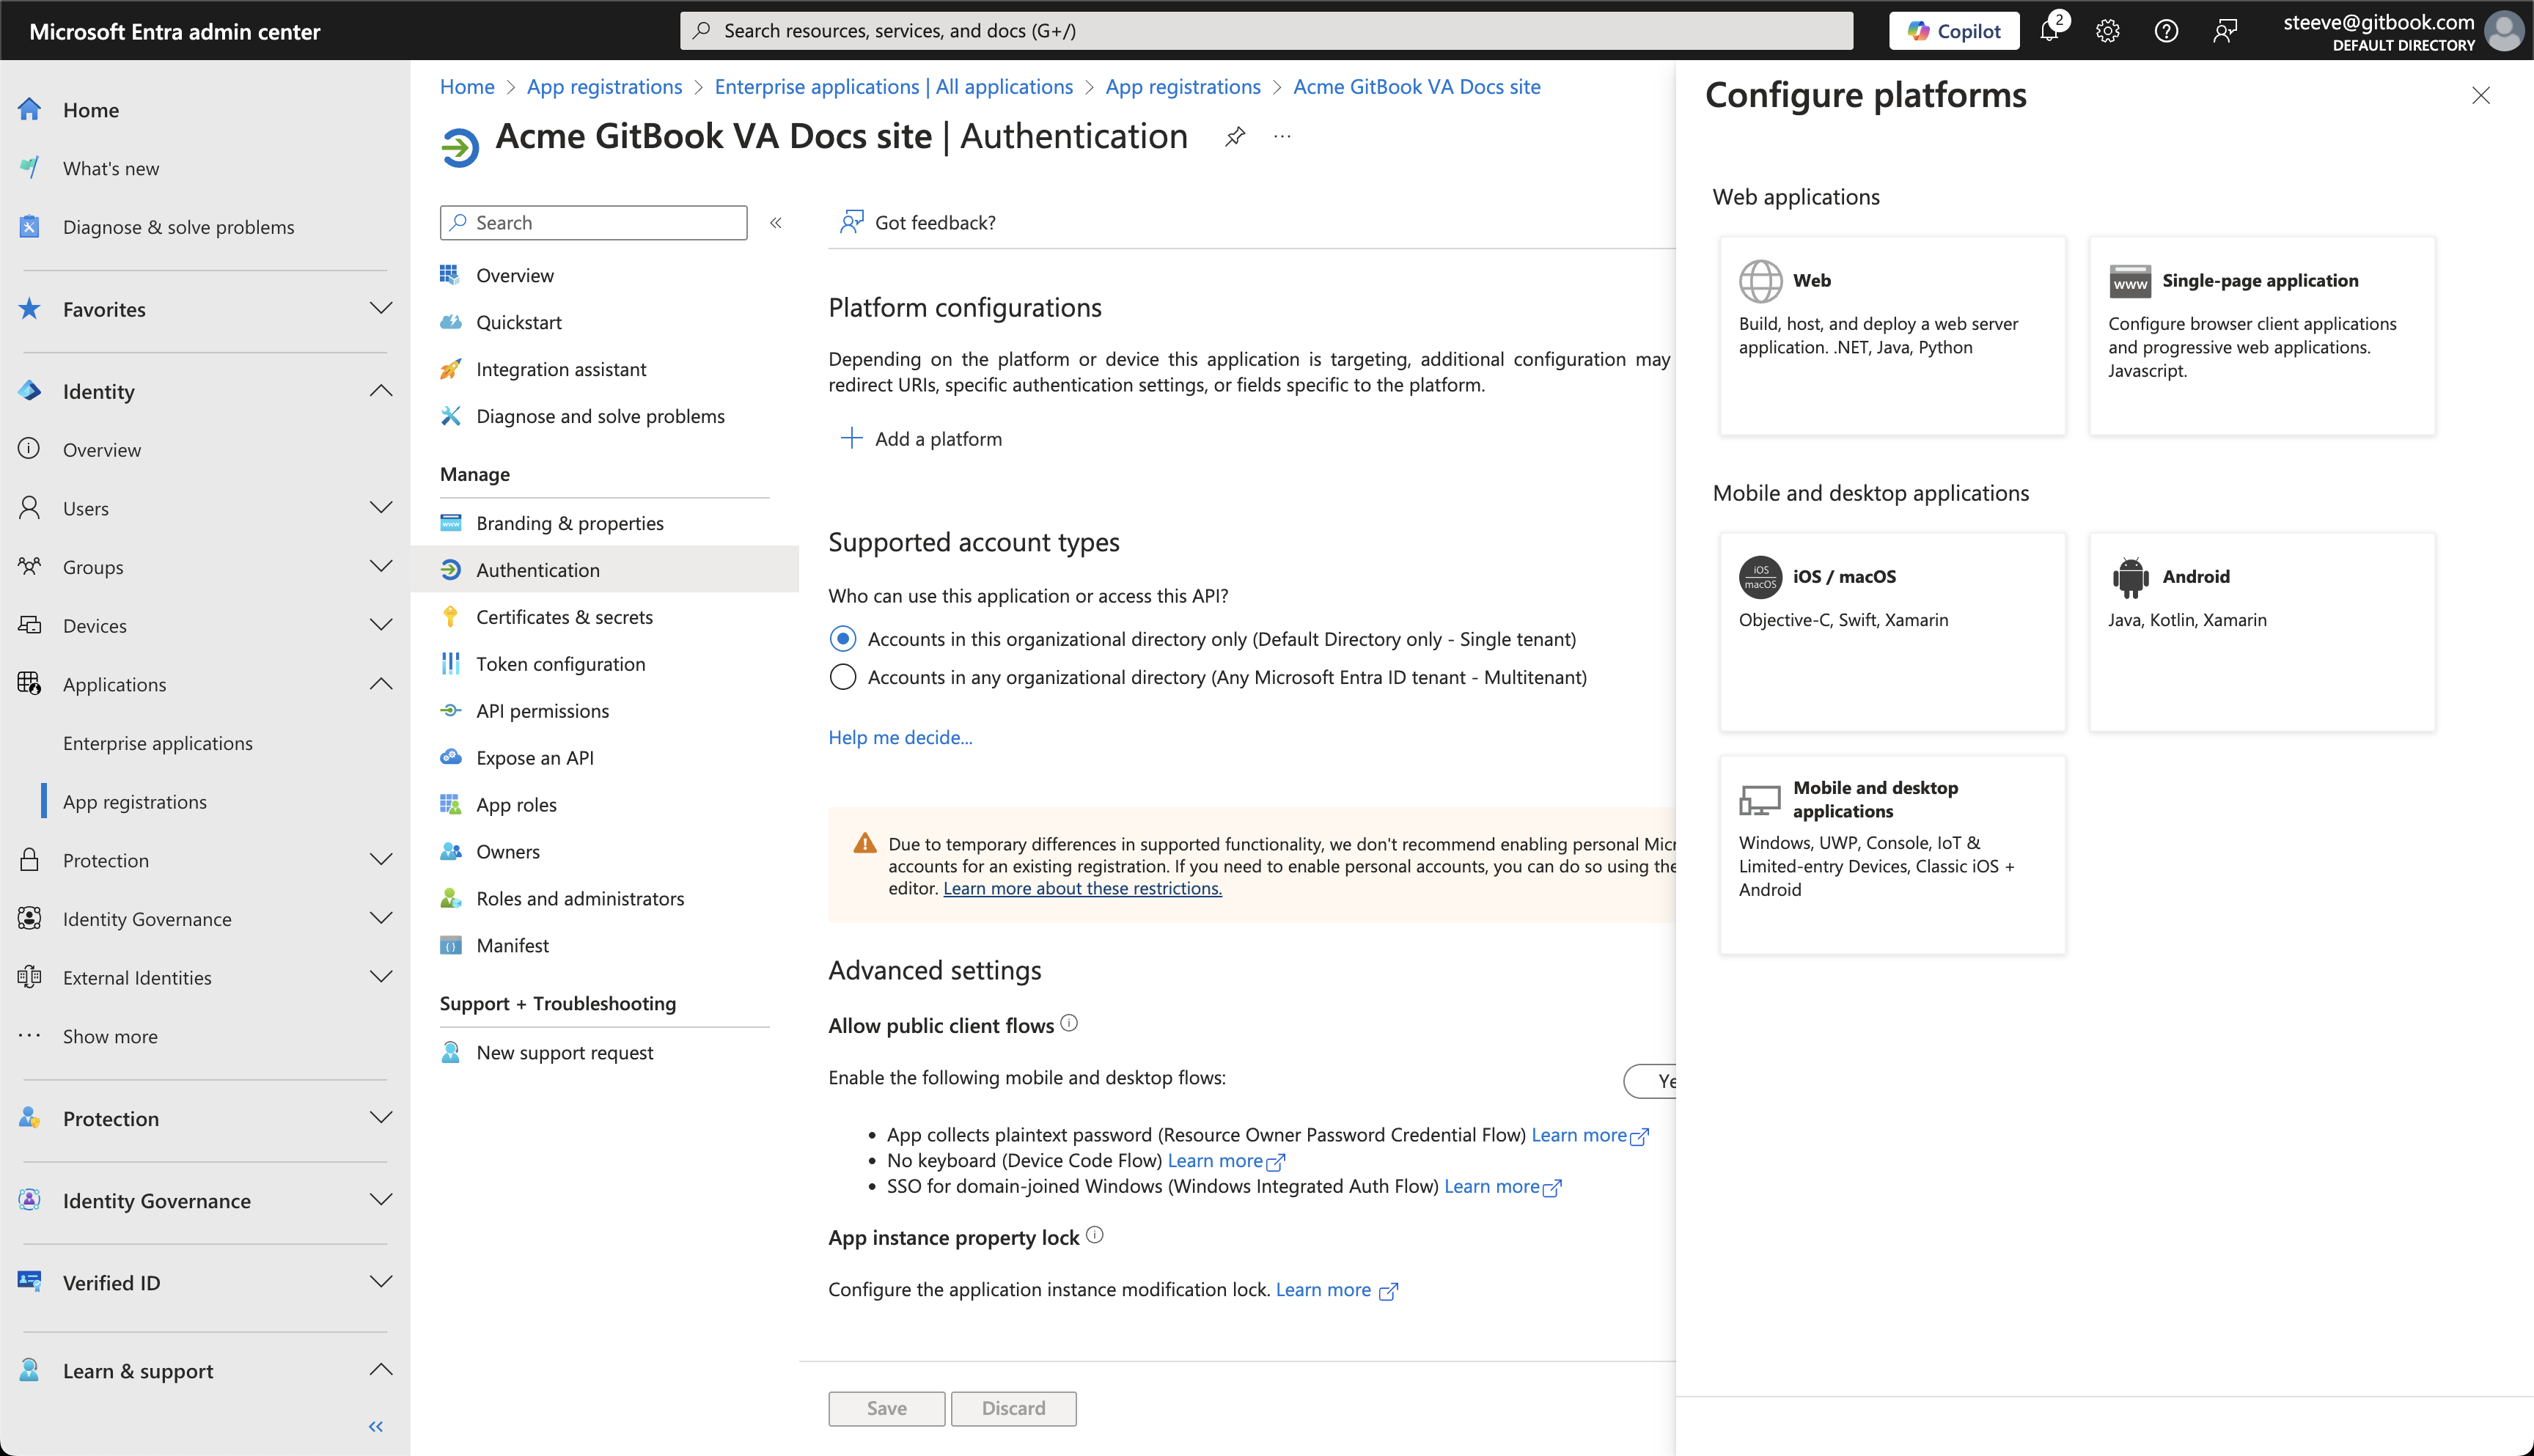 Microsoft Entra admin center
Search resources, services, and docs (G+/)
Copilot
2
steeve@gitbook.com
DEFAULT DIRECTORY
Home
What's new
Diagnose & solve problems
Favorites
Identity
Overview
Users
Groups
Devices
Applications
Enterprise applications
App registrations
Protection
Identity Governance
External Identities
Show more
Protection
Identity Governance
Verified ID
Learn & support
Home > App registrations > Enterprise applications | All applications > App registrations > Acme GitBook VA Docs site
Acme GitBook VA Docs site | Authentication
Search
Overview
Quickstart
Integration assistant
Diagnose and solve problems
Manage
Branding & properties
Authentication
Certificates & secrets
Token configuration
API permissions
Expose an API
App roles
Owners
Roles and administrators
Manifest
Support + Troubleshooting
New support request
Got feedback?
Platform configurations
Depending on the platform or device this application is targeting, additional configuration may
redirect URIs, specific authentication settings, or fields specific to the platform.
Add a platform
Supported account types
Who can use this application or access this API?
Accounts in this organizational directory only (Default Directory only - Single tenant)
Accounts in any organizational directory (Any Microsoft Entra ID tenant - Multitenant)
Help me decide...
Due to temporary differences in supported functionality, we don't recommend enabling personal Micr
accounts for an existing registration. If you need to enable personal accounts, you can do so using the
editor. Learn more about these restrictions.
Advanced settings
Allow public client flows
Enable the following mobile and desktop flows:
Ye
• App collects plaintext password (Resource Owner Password Credential Flow) Learn more
• No keyboard (Device Code Flow) Learn more
• SSO for domain-joined Windows (Windows Integrated Auth Flow) Learn more
App instance property lock
Configure the application instance modification lock. Learn more
Save
Discard
Configure platforms
Web applications
Web
Build, host, and deploy a web server
application. .NET, Java, Python
www
Single-page application
Configure browser client applications
and progressive web applications.
Javascript.
Mobile and desktop applications
iOS
macOS
iOS / macOS
Objective-C, Swift, Xamarin
Android
Java, Kotlin, Xamarin
Mobile and desktop
applications
Windows, UWP, Console, IoT &
Limited-entry Devices, Classic iOS +
Android